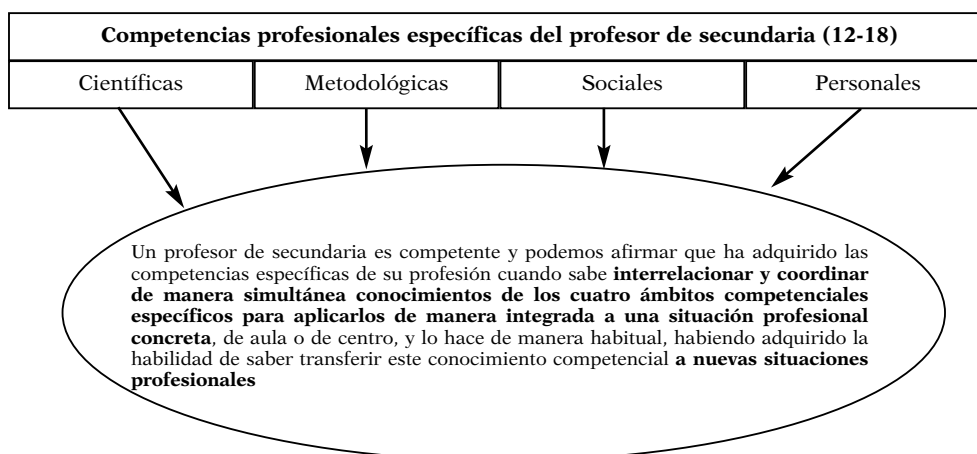 Competencias profesionales específicas del profesor de secundaria (12-18)
Científicas Metodológicas Sociales Personales
Un profesor de secundaria es competente y podemos afirmar que ha adquirido las
competencias específicas de su profesión cuando sabe interrelacionar y coordinar
de manera simultánea conocimientos de los cuatro ámbitos competenciales
específicos para aplicarlos de manera integrada a una situación profesional
concreta, de aula o de centro, y lo hace de manera habitual, habiendo adquirido la
habilidad de saber transferir este conocimiento competencial a nuevas situaciones
profesionales